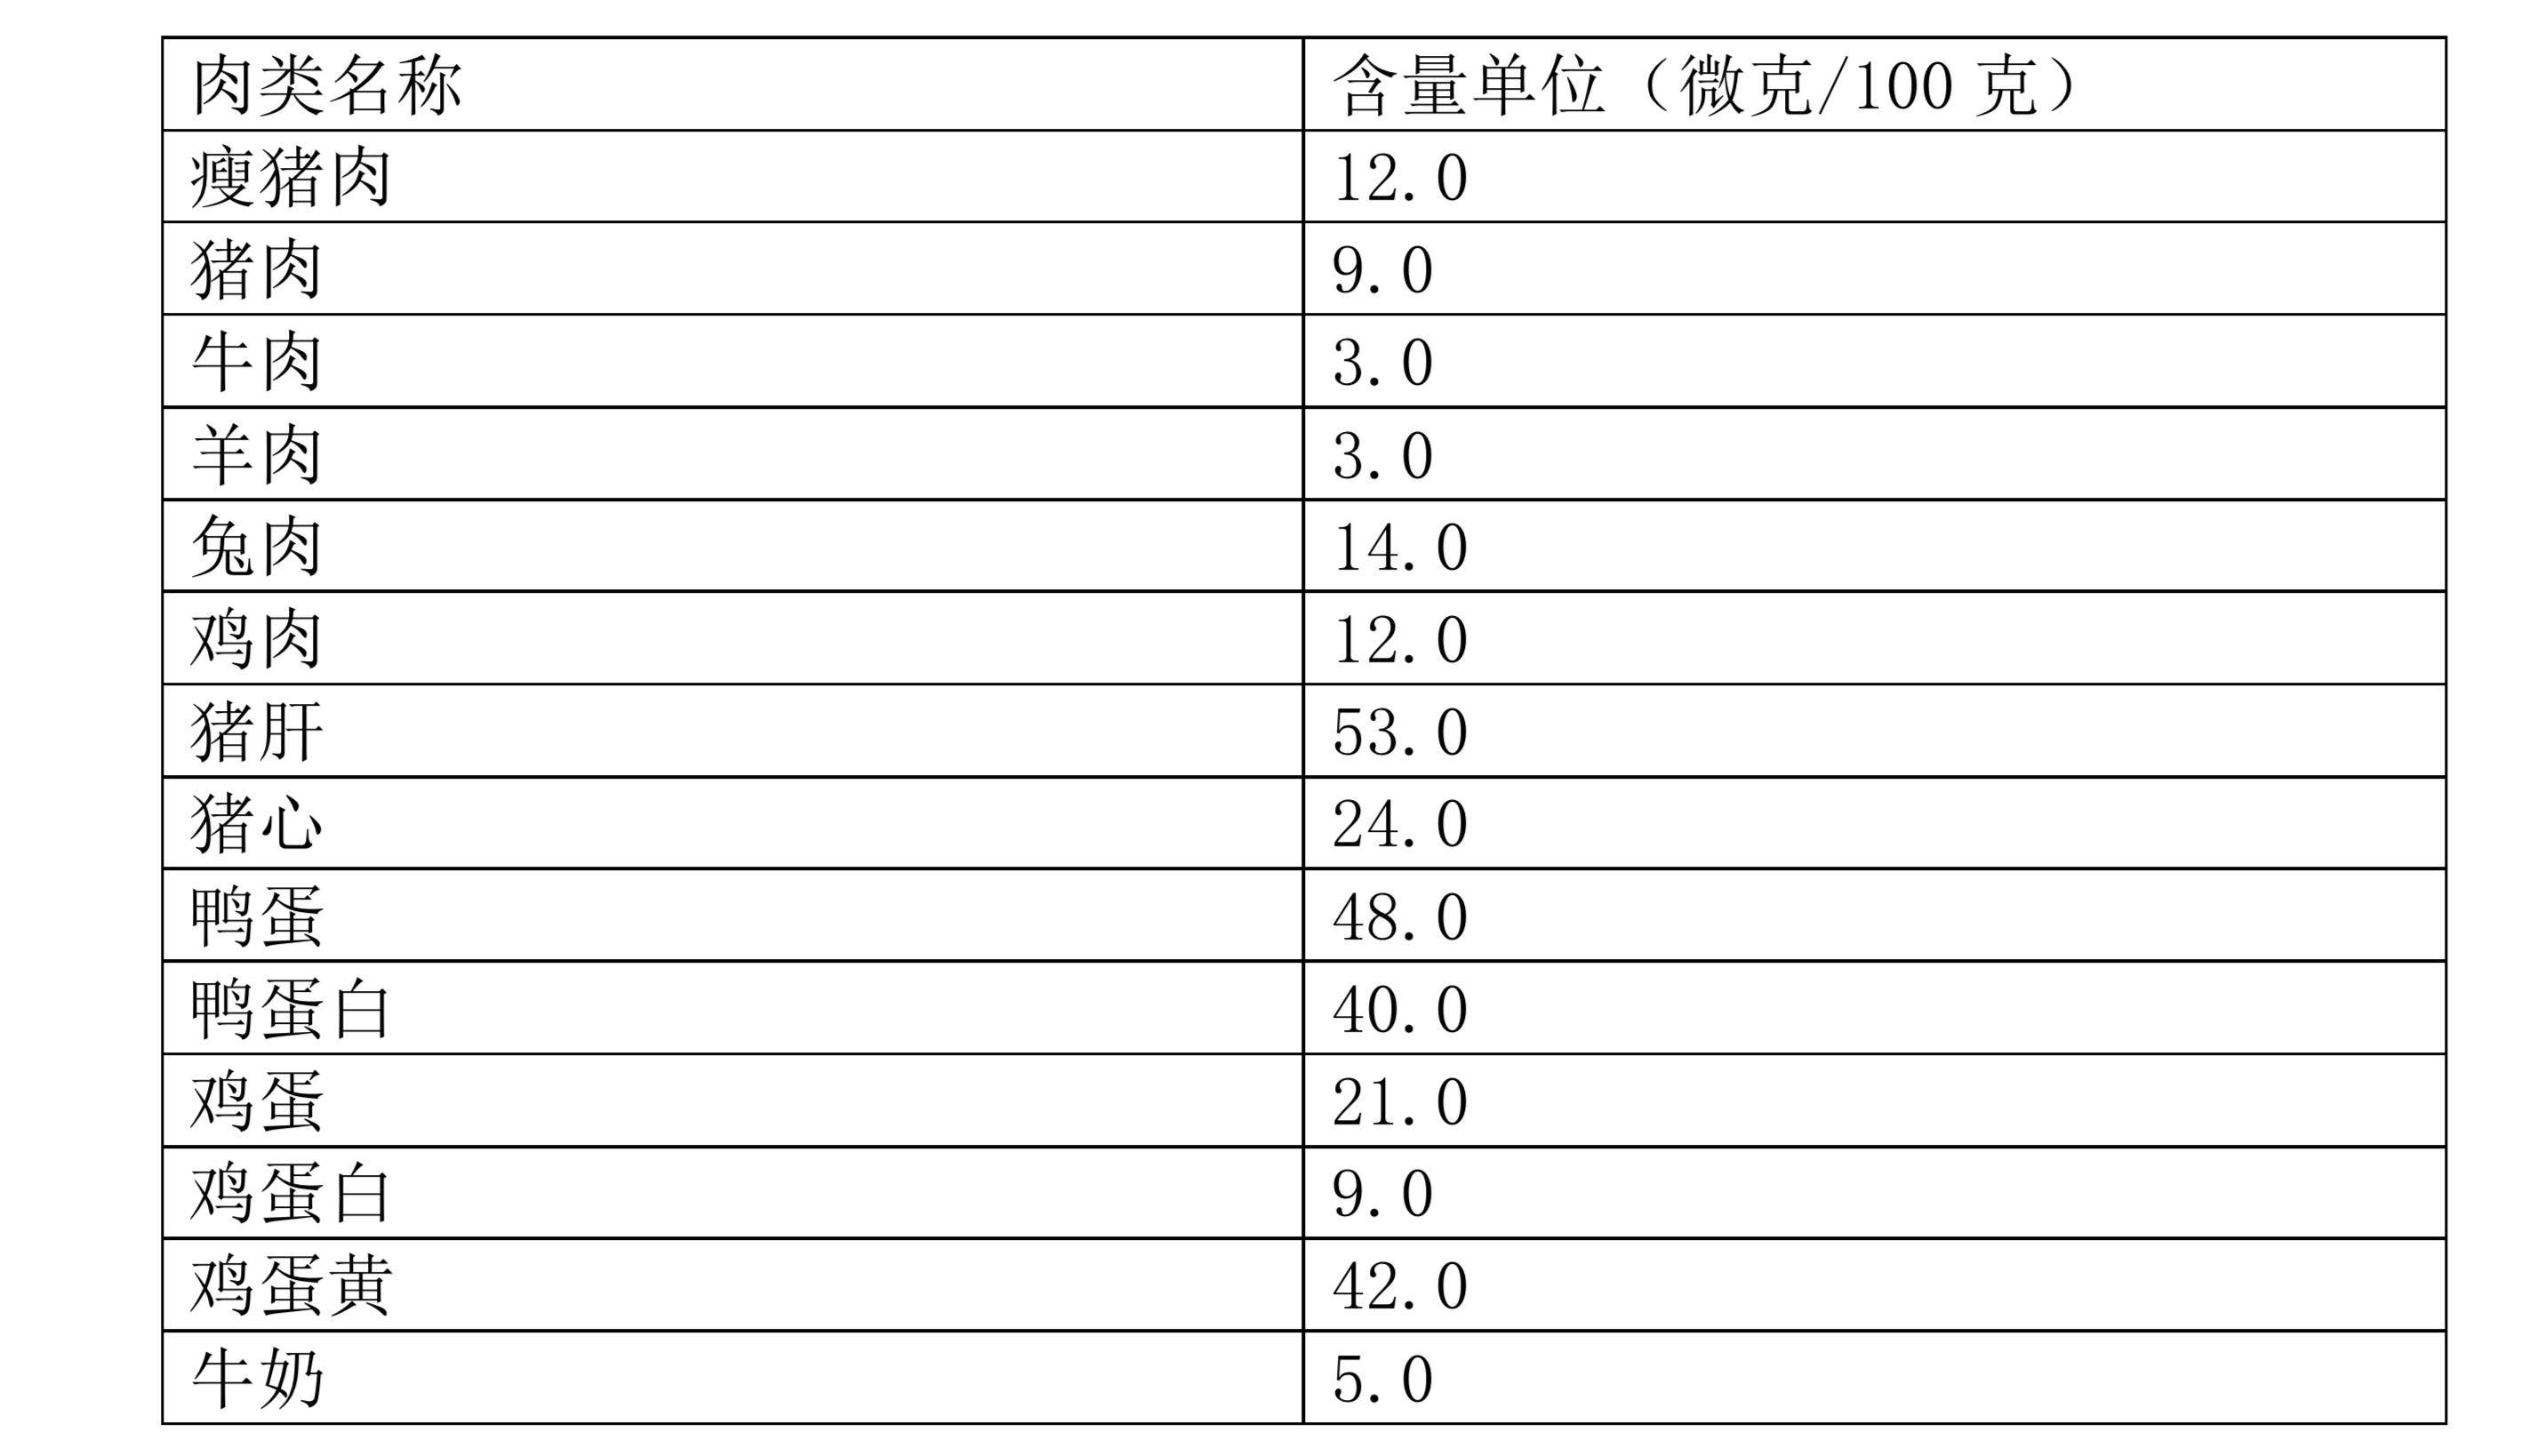 肉类名称 含量单位（微克/100 克）
瘦猪肉 12.0
猪肉 9.0
牛肉 3.0
羊肉 3.0
兔肉 14.0
鸡肉 12.0
猪肝 53.0
猪心 24.0
鸭蛋 48.0
鸭蛋白 40.0
鸡蛋 21.0
鸡蛋白 9.0
鸡蛋黄 42.0
牛奶 5.0